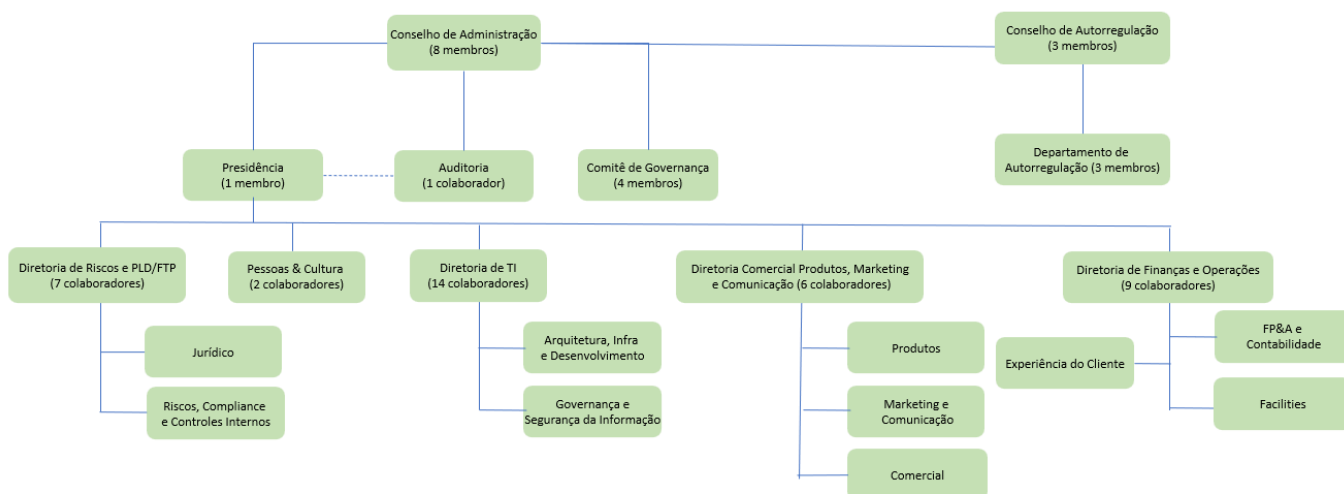 Conselho de Administração
(8 membros)
Conselho de Autorregulação
(3 membros)
Presidência
(1 membro)
Auditoria
(1 colaborador)
Comitê de Governança
(4 membros)
Departamento de
Autorregulação (3 membros)
Diretoria de Riscos e PLD/FTP
(7 colaboradores)
Pessoas & Cultura
(2 colaboradores)
Diretoria de TI
(14 colaboradores)
Diretoria Comercial Produtos, Marketing
e Comunicação (6 colaboradores)
Diretoria de Finanças e Operações
(9 colaboradores)
Jurídico
Riscos, Compliance
e Controles Internos
Arquitetura, Infra
e Desenvolvimento
Governança e
Segurança da Informação
Produtos
Marketing e
Comunicação
Comercial
Experiência do Cliente
FP&A e
Contabilidade
Facilities